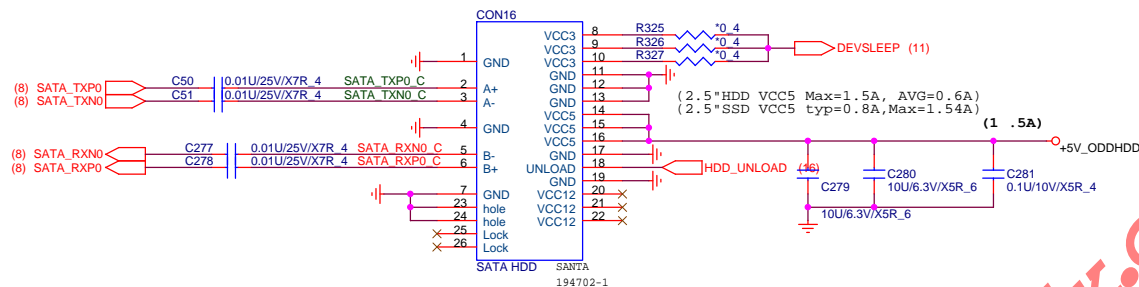 CON16
1 GND
(8) SATA_TXP0 C50 0.01U/25V/X7R_4 SATA_TXP0_C 2 A+
(8) SATA_TXN0 C51 0.01U/25V/X7R_4 SATA_TXN0_C 3 A-
4 GND
(8) SATA_RXN0 C277 0.01U/25V/X7R_4 SATA_RXN0_C 5 B-
(8) SATA_RXP0 C278 0.01U/25V/X7R_4 SATA_RXP0_C 6 B+
7 GND
23 hole
24 hole
25 Lock
26 Lock
SATA HDD
SANTA
194702-1
VCC3 8 R325 *0_4
VCC3 9 R326 *0_4
VCC3 10 R327 *0_4
DEVSLEEP (11)
GND 11
GND 12
GND 13
VCC5 14
VCC5 15
VCC5 16
GND 17
UNLOAD 18 HDD_UNLOAD (16)
GND 19
VCC12 20
VCC12 21
VCC12 22
(2.5"HDD VCC5 Max=1.5A, AVG=0.6A)
(2.5"SSD VCC5 typ=0.8A,Max=1.54A)
(1 .5A)
+5V_ODDHDD
C279
10U/6.3V/X5R_6
C280
10U/6.3V/X5R_6
C281
0.1U/10V/X5R_4